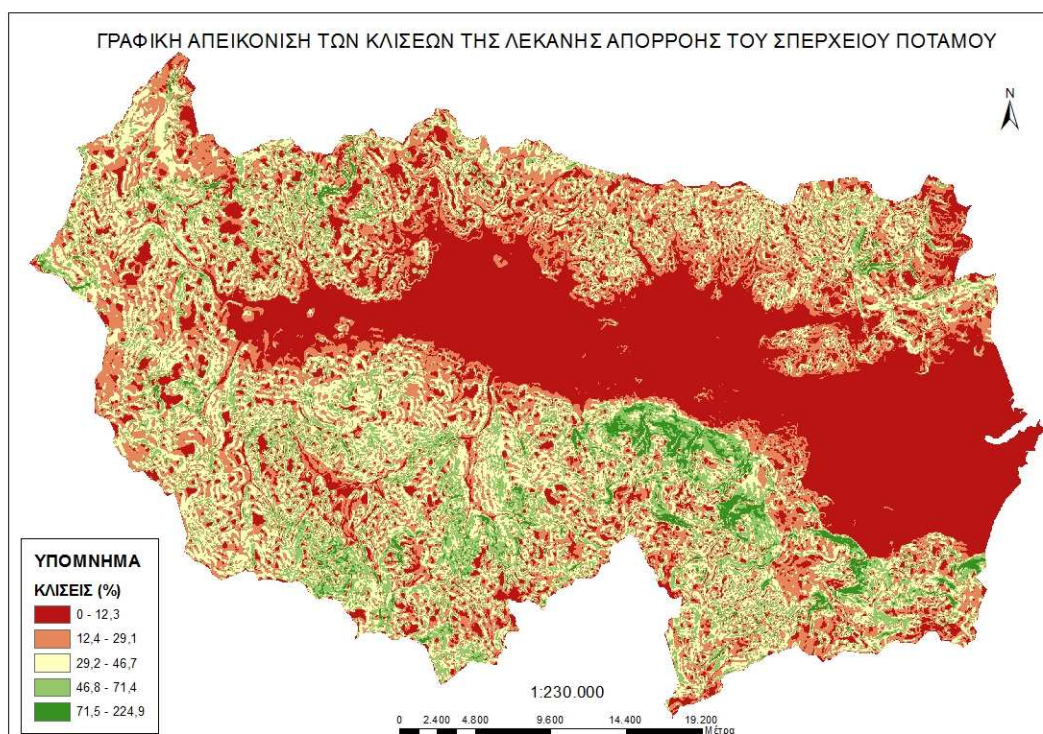 ΓΡΑΦΙΚΗ ΑΠΕΙΚΟΝΙΣΗ ΤΩΝ ΚΛΙΣΕΩΝ ΤΗΣ ΛΕΚΑΝΗΣ ΑΠΟΡΡΟΗΣ ΤΟΥ ΣΠΕΡΧΕΙΟΥ ΠΟΤΑΜΟΥ
N
ΥΠΟΜΝΗΜΑ
ΚΛΙΣΕΙΣ (%)
0 - 12,3
12,4 - 29,1
29,2 - 46,7
46,8 - 71,4
71,5 - 224,9
1:230.000
0 2.400 4.800 9.600 14.400 19.200
Μέτρα